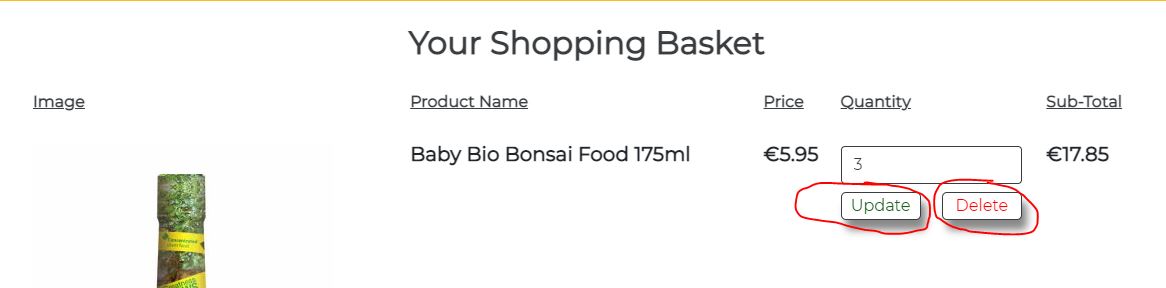 Your Shopping Basket
Image Product Name Price Quantity Sub-Total
Baby Bio Bonsai Food 175ml €5.95 3 €17.85
Update Delete
Concentrated